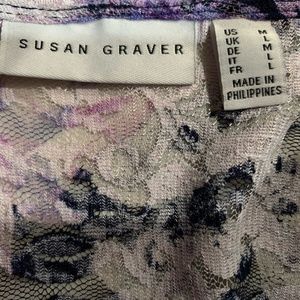 SUSAN GRAVER
US M
UK L
DE M
IT L
FR L
MADE IN
PHILIPPINES